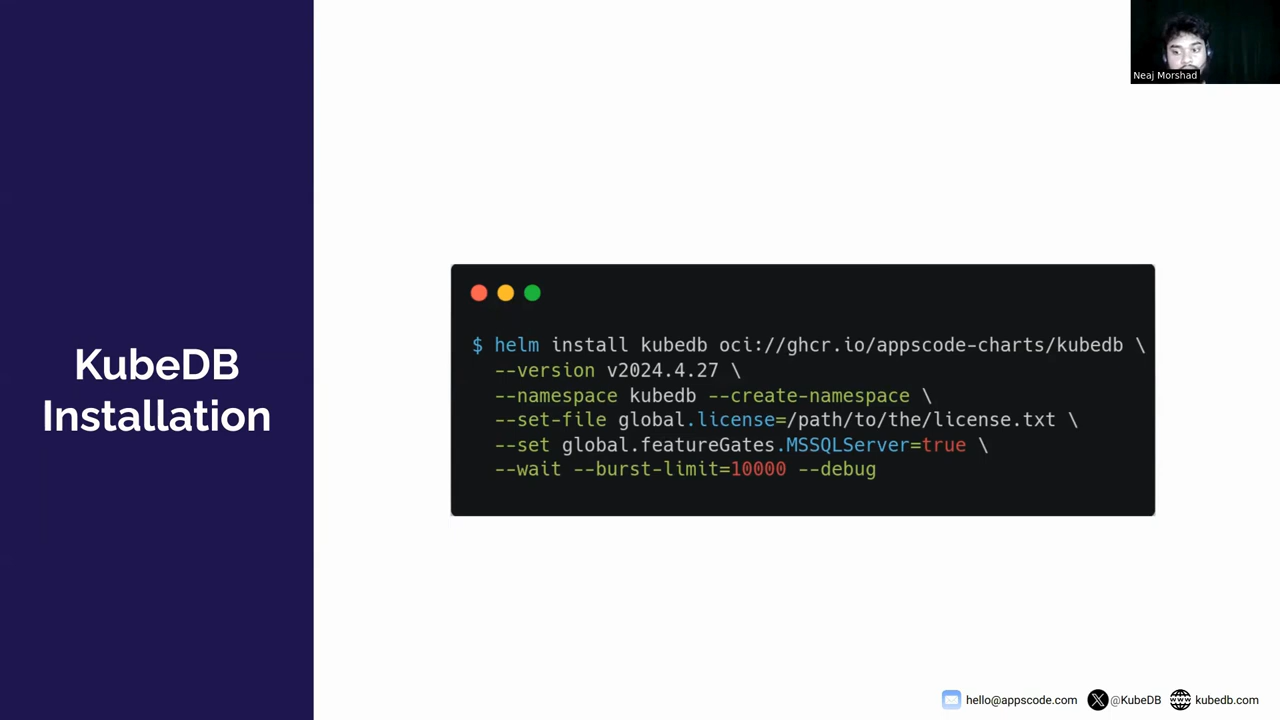 Neaj Morshad
KubeDB
Installation
$ helm install kubedb oci://ghcr.io/appscode-charts/kubedb \
--version v2024.4.27 \
--namespace kubedb --create-namespace \
--set-file global.license=/path/to/the/license.txt \
--set global.featureGates.MSSQLServer=true \
--wait --burst-limit=10000 --debug
hello@appscode.com
@KubeDB
kubedb.com